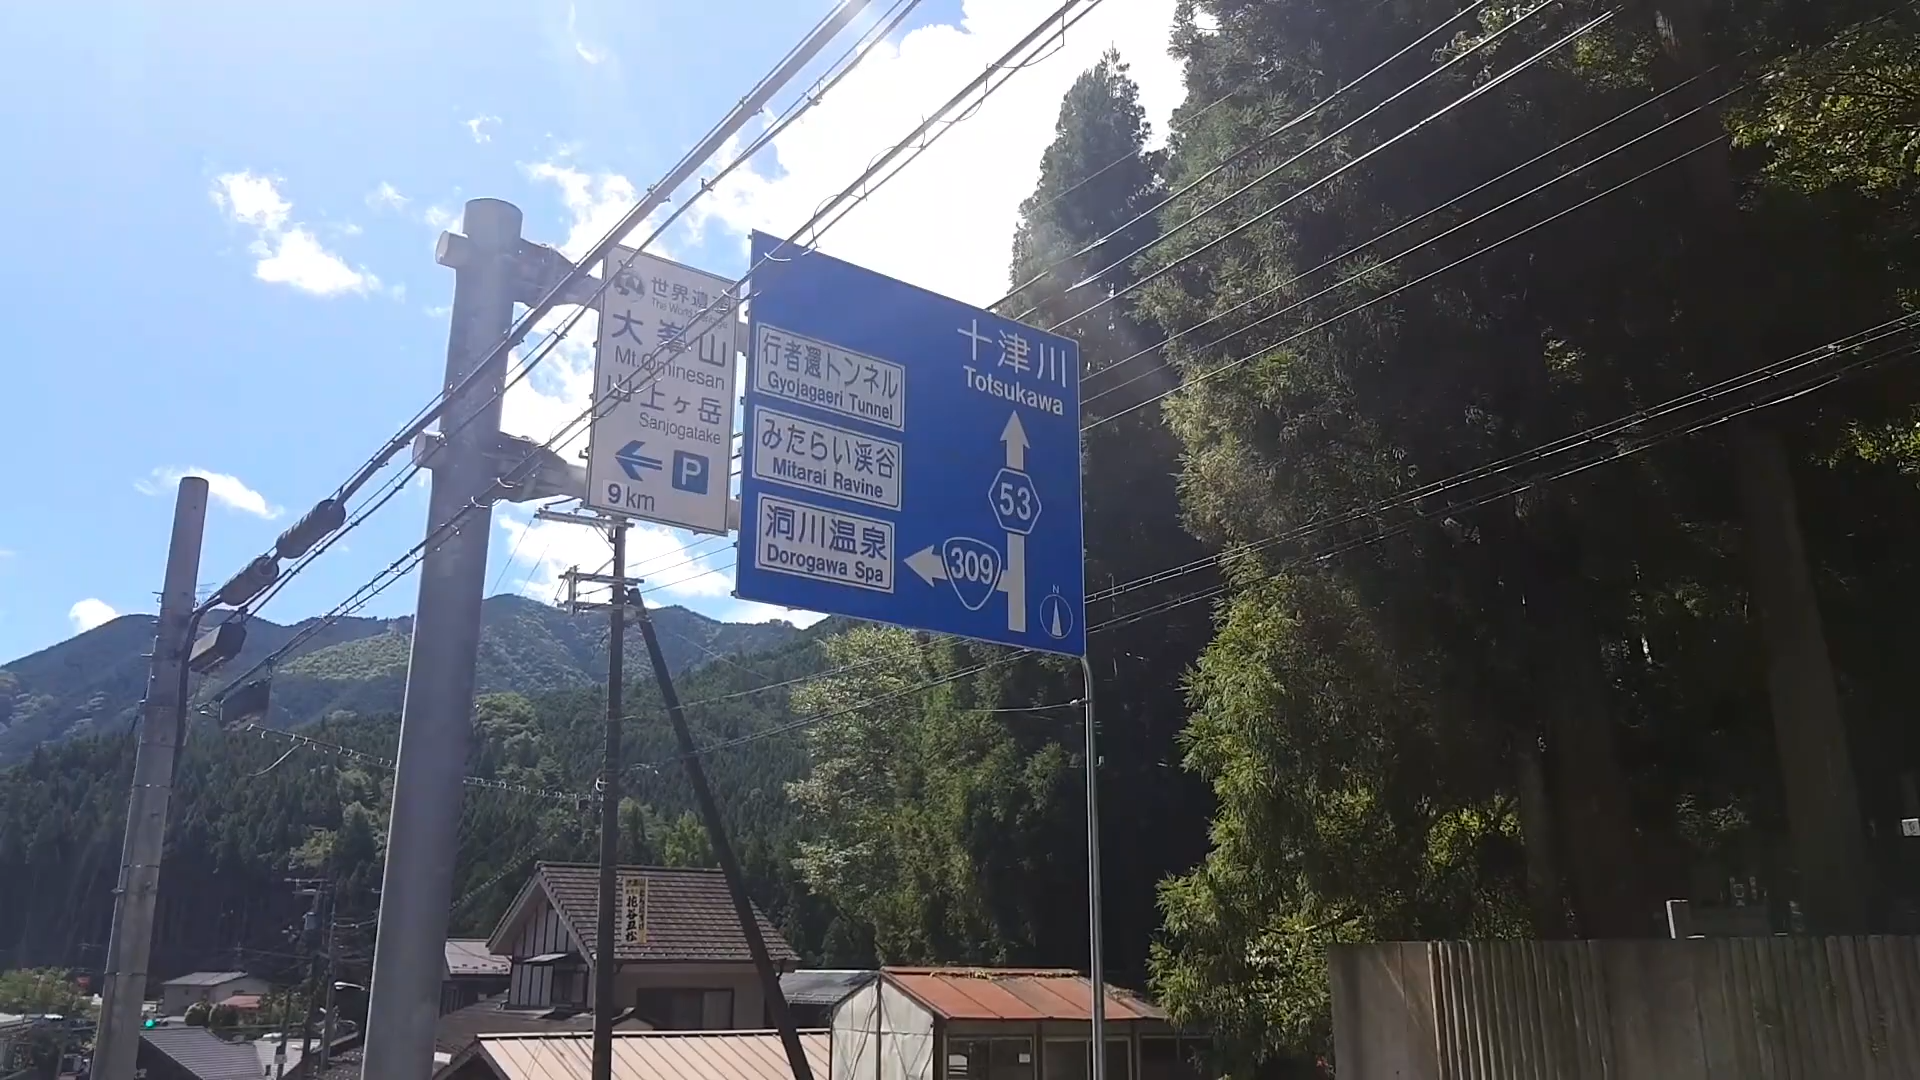 世界遺産
The World Heritage
大峯山
Mt.Ominesan
山上ヶ岳
Sanjogatake
P
9km
行者還トンネル
Gyojagaeri Tunnel
みたらい渓谷
Mitarai Ravine
洞川温泉
Dorogawa Spa
十津川
Totsukawa
53
309
N